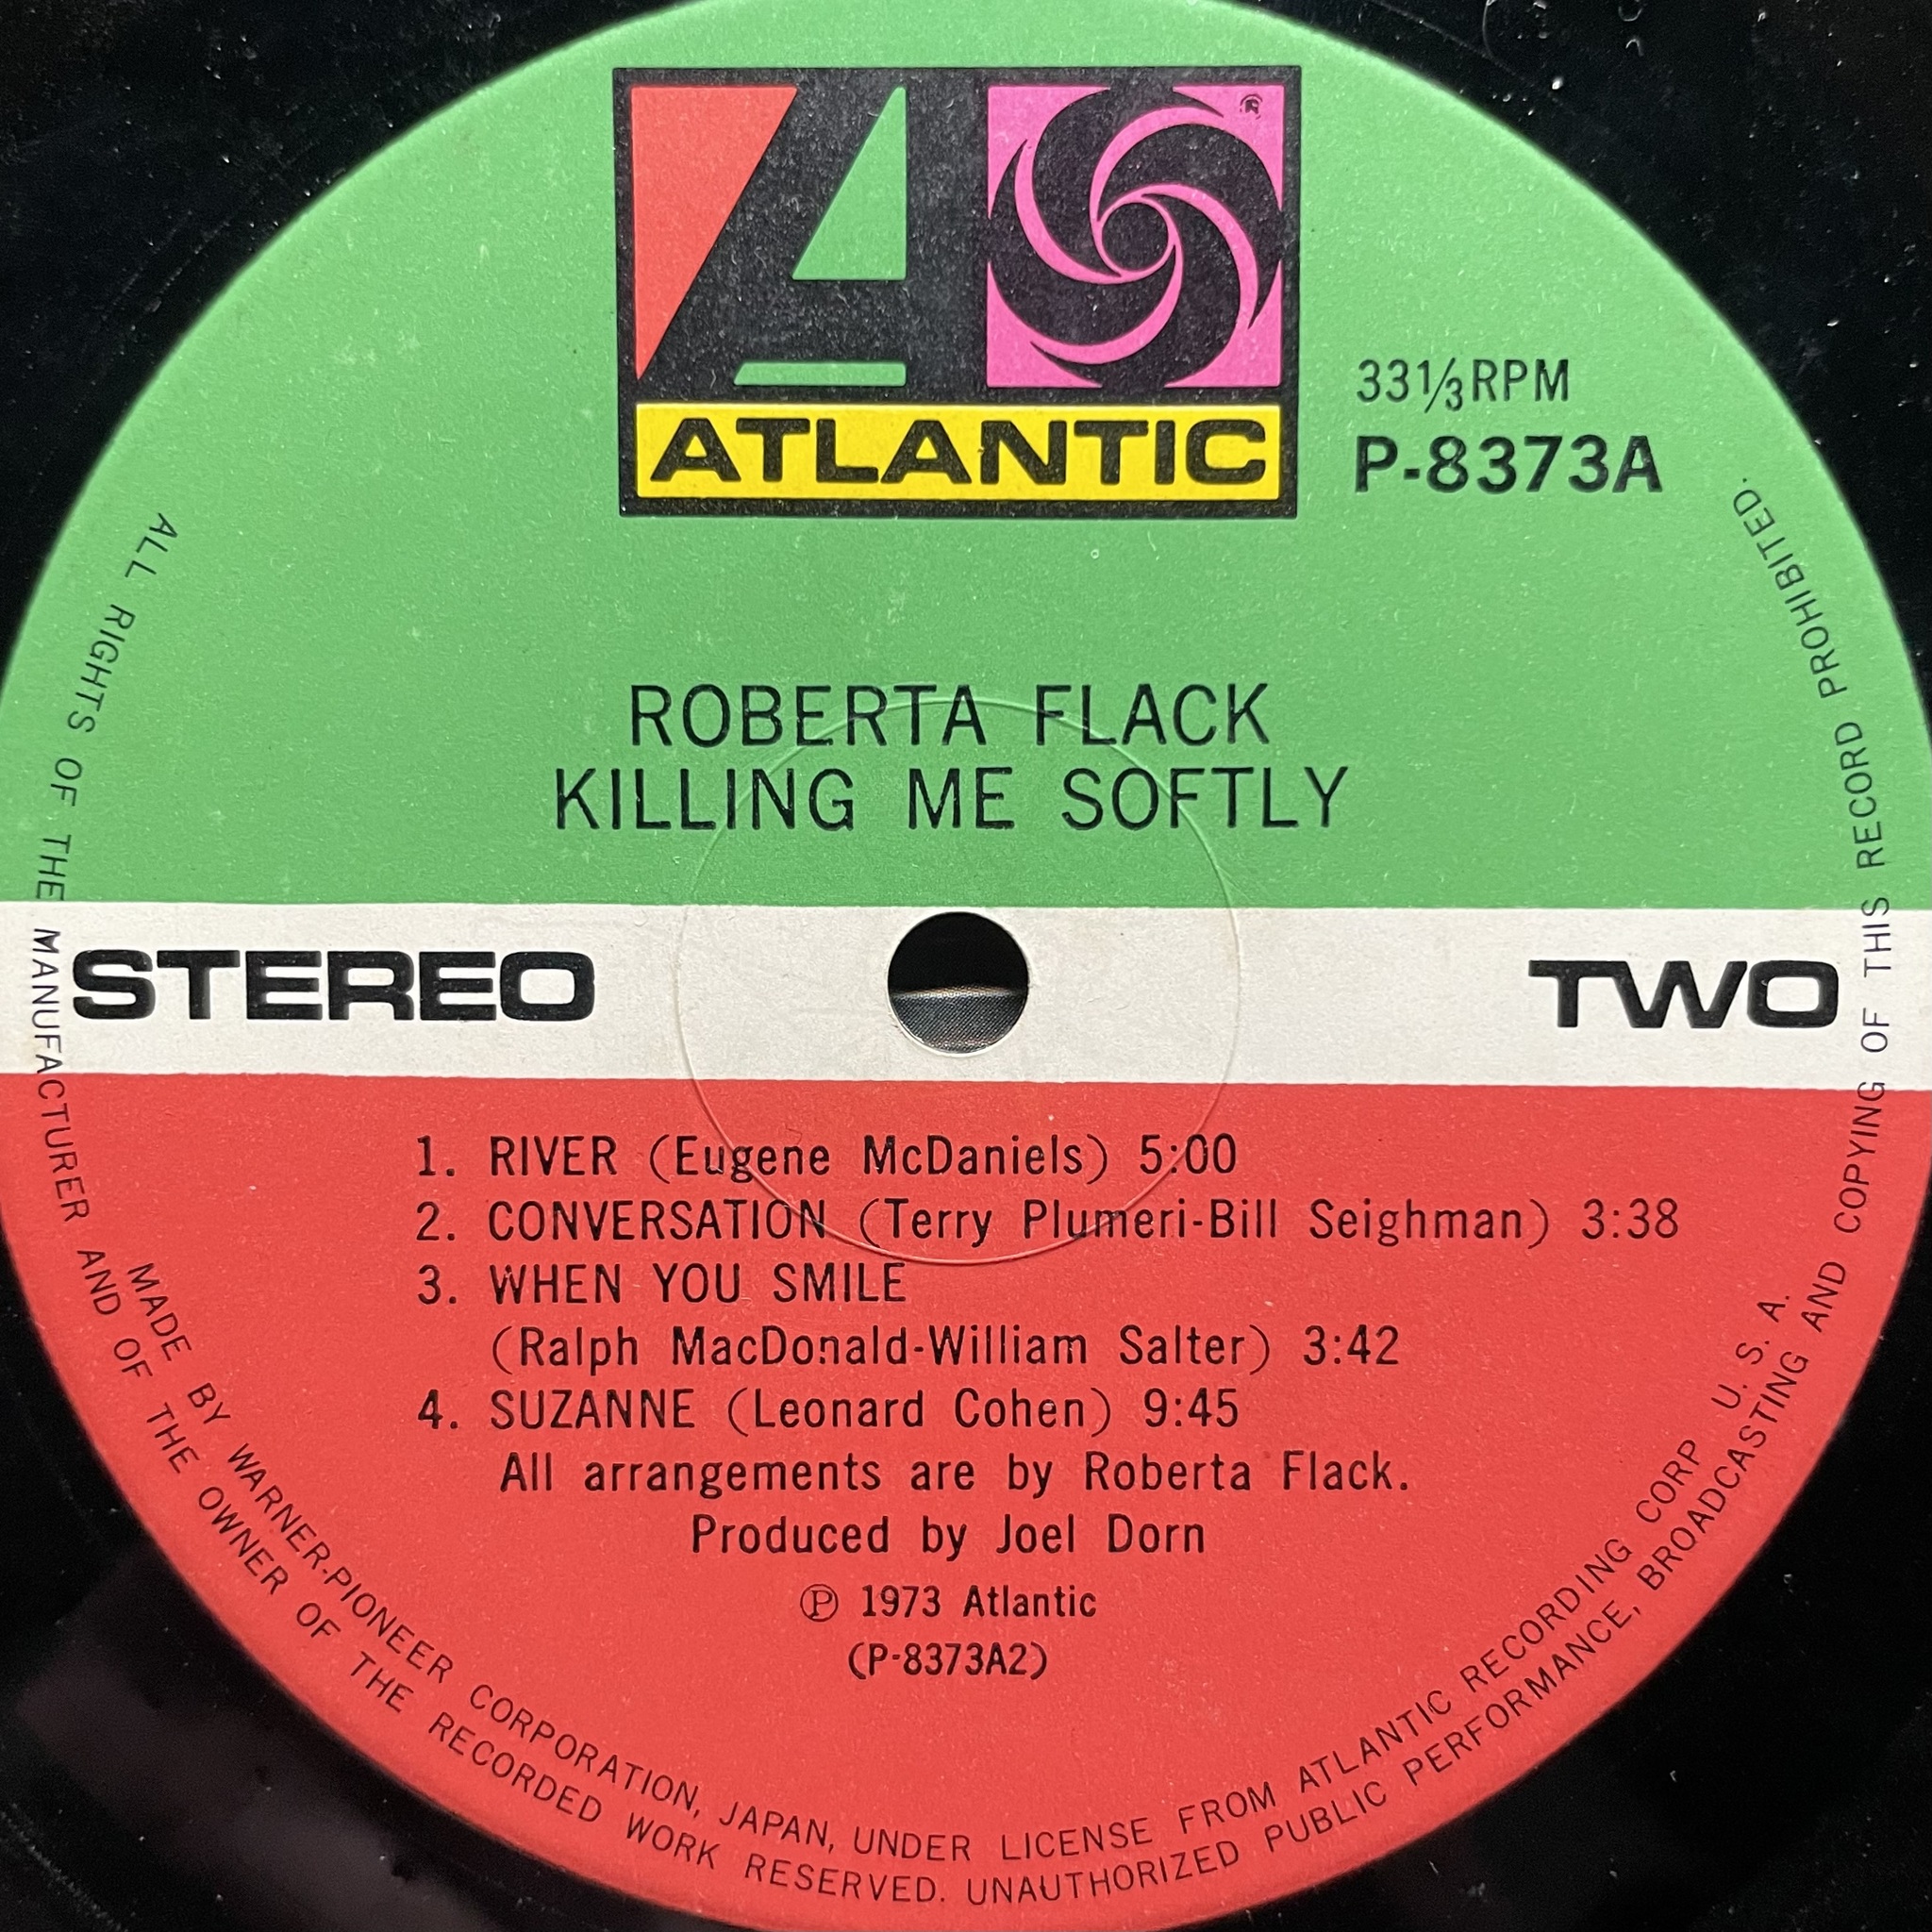 ATLANTIC
33⅓RPM
P-8373A
ROBERTA FLACK
KILLING ME SOFTLY
STEREO
TWO
1. RIVER (Eugene McDaniels) 5:00
2. CONVERSATION (Terry Plumeri-Bill Seighman) 3:38
3. WHEN YOU SMILE
(Ralph MacDonald-William Salter) 3:42
4. SUZANNE (Leonard Cohen) 9:45
All arrangements are by Roberta Flack.
Produced by Joel Dorn
Ⓟ 1973 Atlantic
(P-8373A2)
MADE BY WARNER-PIONEER CORPORATION, JAPAN, UNDER LICENSE FROM ATLANTIC RECORDING CORP U. S. A.
ALL RIGHTS OF THE MANUFACTURER AND OF THE OWNER OF THE RECORDED WORK RESERVED. UNAUTHORIZED PUBLIC PERFORMANCE, BROADCASTING AND COPYING OF THIS RECORD PROHIBITED.